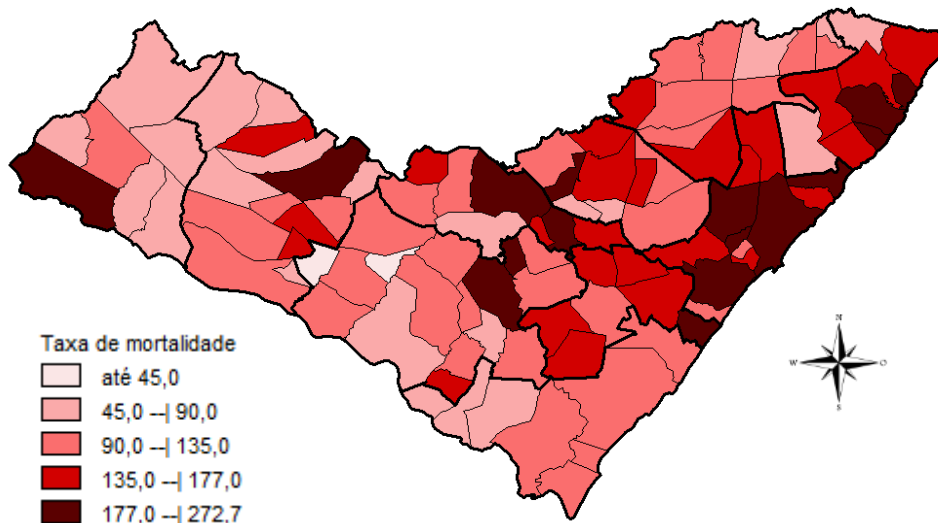 Taxa de mortalidade
até 45,0
45,0 --| 90,0
90,0 --| 135,0
135,0 --| 177,0
177,0 --| 272,7
N
W
O
S